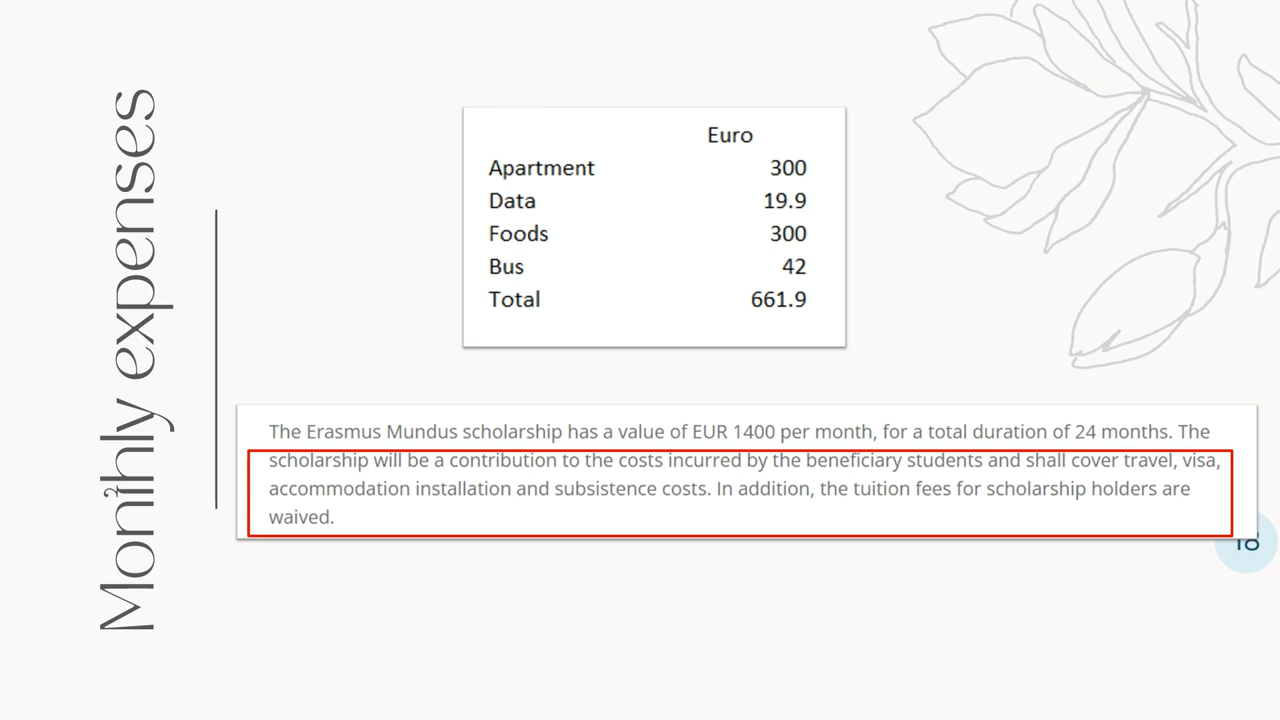 Monthly expenses
Euro
Apartment 300
Data 19.9
Foods 300
Bus 42
Total 661.9
The Erasmus Mundus scholarship has a value of EUR 1400 per month, for a total duration of 24 months. The
scholarship will be a contribution to the costs incurred by the beneficiary students and shall cover travel, visa,
accommodation installation and subsistence costs. In addition, the tuition fees for scholarship holders are
waived.